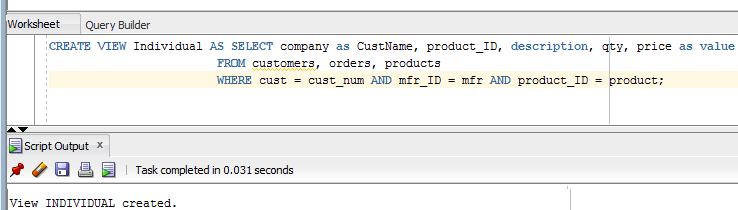 Worksheet Query Builder
CREATE VIEW Individual AS SELECT company as CustName, product_ID, description, qty, price as value
FROM customers, orders, products
WHERE cust = cust_num AND mfr_ID = mfr AND product_ID = product;
Script Output x
Task completed in 0.031 seconds
View INDIVIDUAL created.